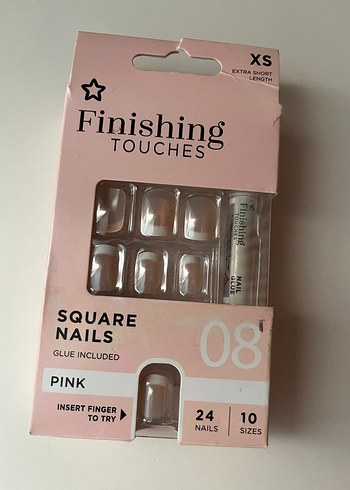 XS
EXTRA SHORT
LENGTH
Finishing
TOUCHES
Finishing
TOUCHES
NAIL
GLUE
SQUARE
NAILS
GLUE INCLUDED
08
PINK
INSERT FINGER
TO TRY
24
NAILS
10
SIZES